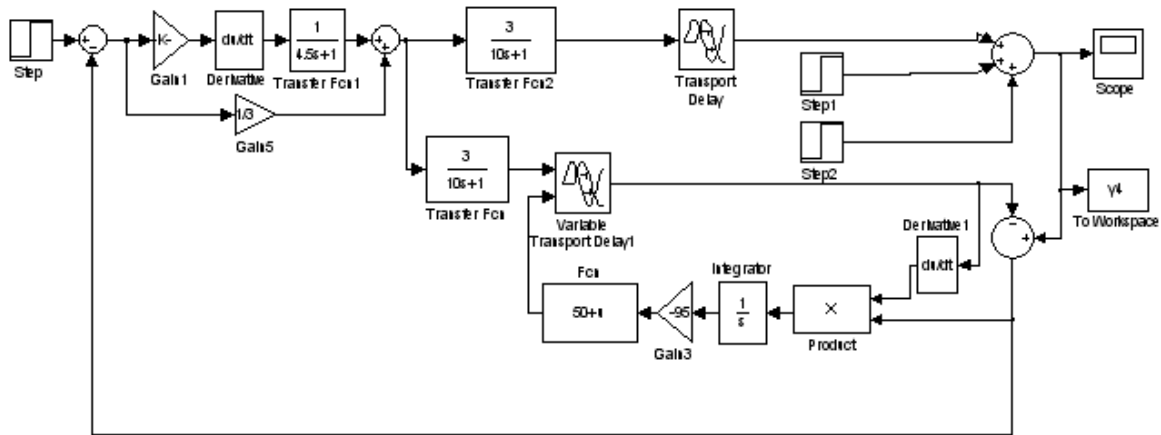 Step
K-
Gain1
du/dt
Derivative
1
4.5s+1
Transfer Fcn1
1/3
Gain5
3
10s+1
Transfer Fcn2
Transport
Delay
Step1
Step2
Scope
3
10s+1
Transfer Fcn
Variable
Transport Delay1
y4
To Workspace
Derivative1
du/dt
Fcn
50+u
-95
Gain3
Integrator
1
s
×
Product